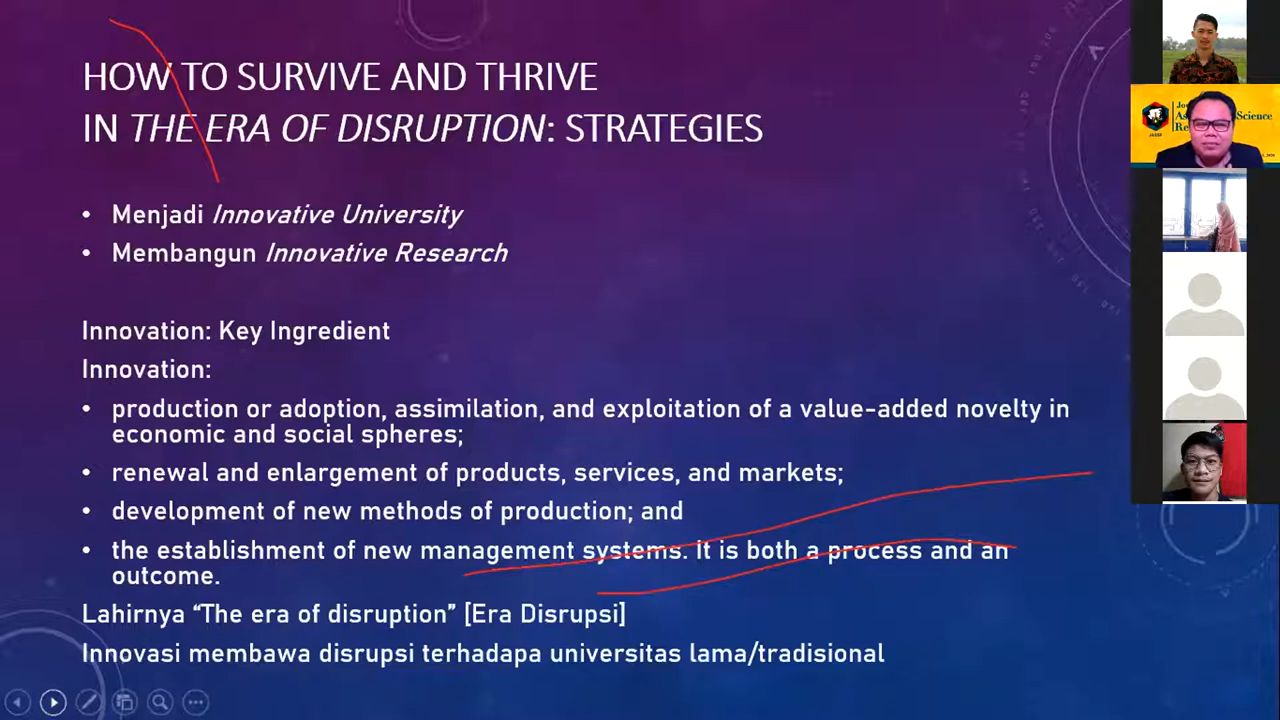 HOW TO SURVIVE AND THRIVE
IN THE ERA OF DISRUPTION: STRATEGIES
• Menjadi Innovative University
• Membangun Innovative Research
Innovation: Key Ingredient
Innovation:
• production or adoption, assimilation, and exploitation of a value-added novelty in
economic and social spheres;
• renewal and enlargement of products, services, and markets;
• development of new methods of production; and
• the establishment of new management systems. It is both a process and an
outcome.
Lahirnya “The era of disruption” [Era Disrupsi]
Innovasi membawa disrupsi terhadapa universitas lama/tradisional
Science